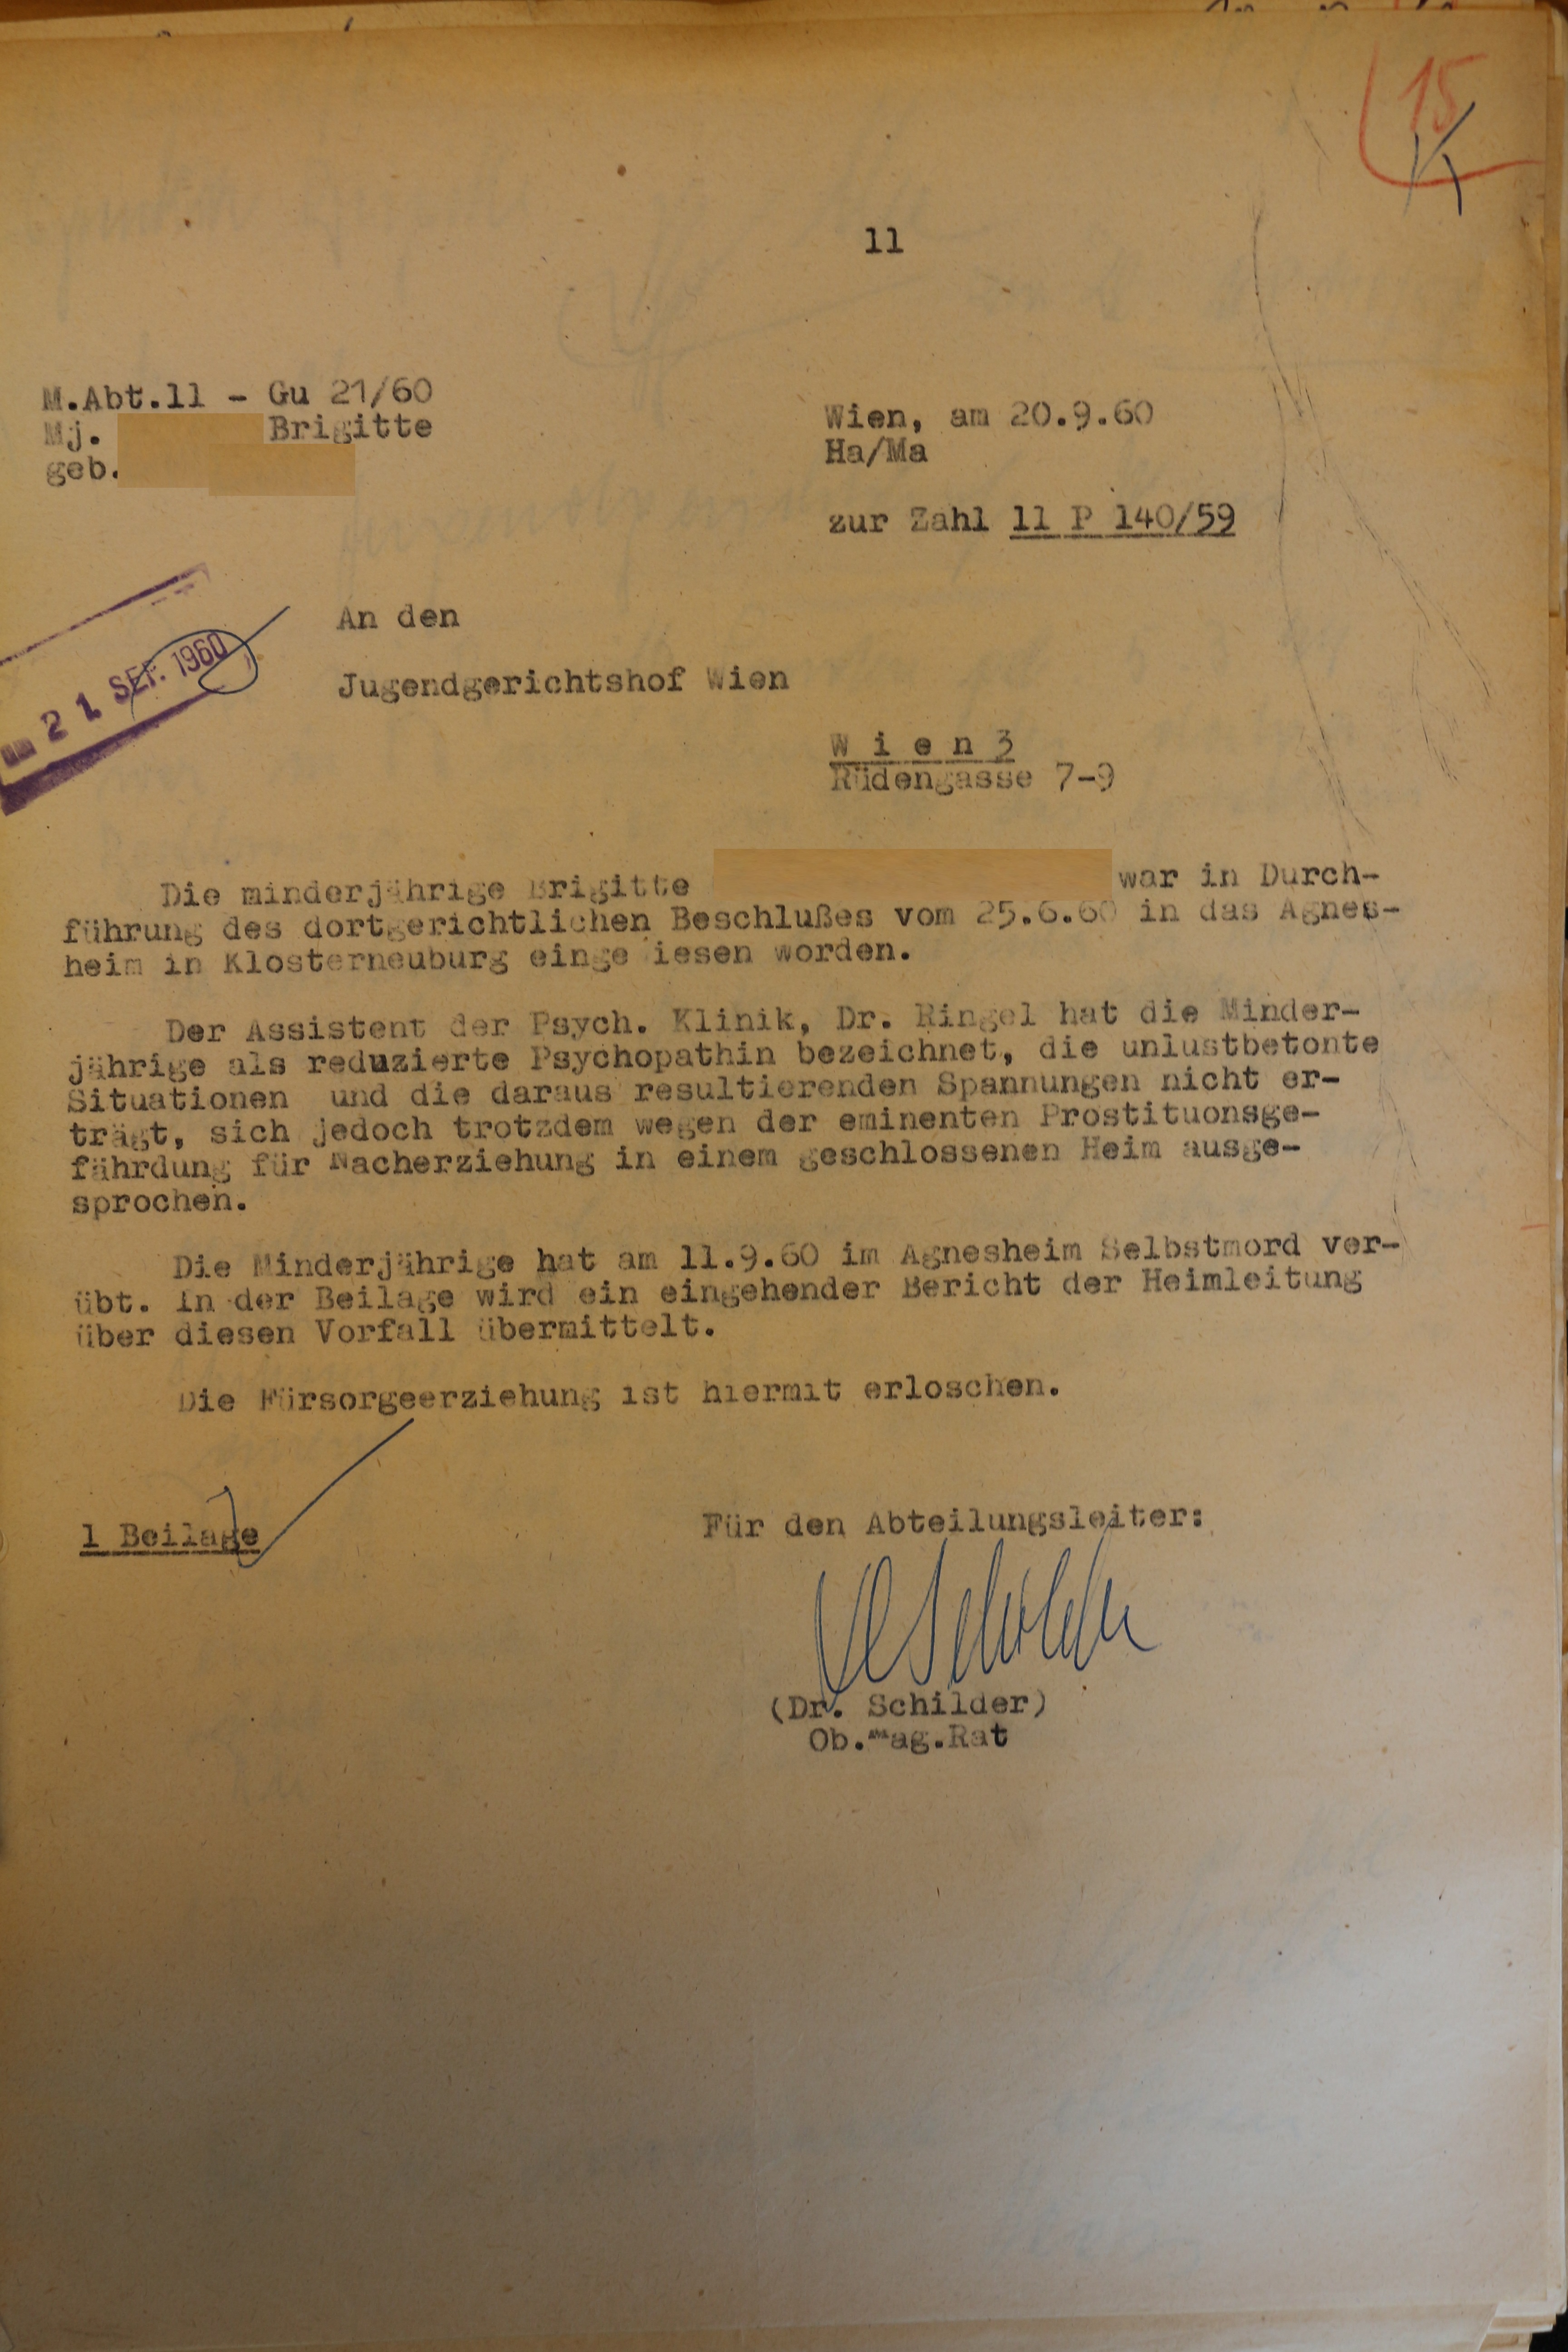 15
11
M.Abt.11 - Gu 21/60
Mj. Brigitte
geb.
Wien, am 20.9.60
Ha/Ma
zur Zahl 11 P 140/59
21 SEP. 1960
An den
Jugendgerichtshof Wien
W i e n 3
Rüdengasse 7-9
Die minderjährige Brigitte war in Durch-
führung des dortgerichtlichen Beschlußes vom 25.6.60 in das Agnes-
heim in Klosterneuburg einge iesen worden.
Der Assistent der Psych. Klinik, Dr. Ringel hat die Minder-
jährige als reduzierte Psychopathin bezeichnet, die unlustbetonte
Situationen und die daraus resultierenden Spannungen nicht er-
trägt, sich jedoch trotzdem wegen der eminenten Prostituonsge-
fährdung für Nacherziehung in einem geschlossenen Heim ausge-
sprochen.
Die Minderjährige hat am 11.9.60 im Agnesheim Selbstmord ver-
übt. In der Beilage wird ein eingehender Bericht der Heimleitung
über diesen Vorfall übermittelt.
Die Fürsorgeerziehung ist hiermit erloschen.
1 Beilage
Für den Abteilungsleiter:
(Dr. Schilder)
Ob.Mag.Rat